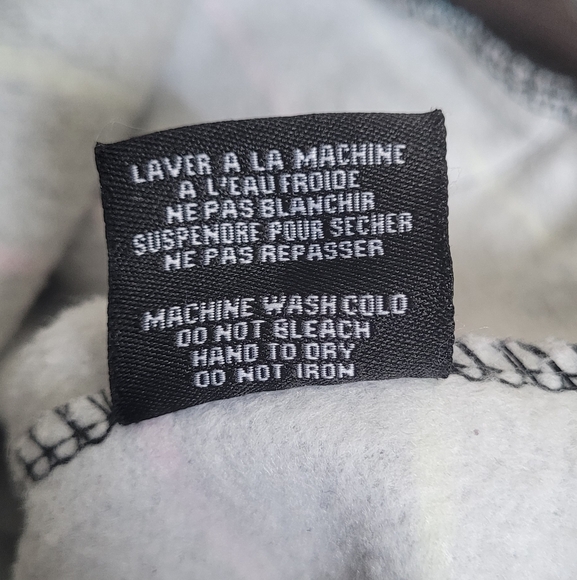 LAVER A LA MACHINE
A L'EAU FROIDE
NE PAS BLANCHIR
SUSPENDRE POUR SECHER
NE PAS REPASSER
MACHINE WASH COLD
DO NOT BLEACH
HAND TO DRY
DO NOT IRON